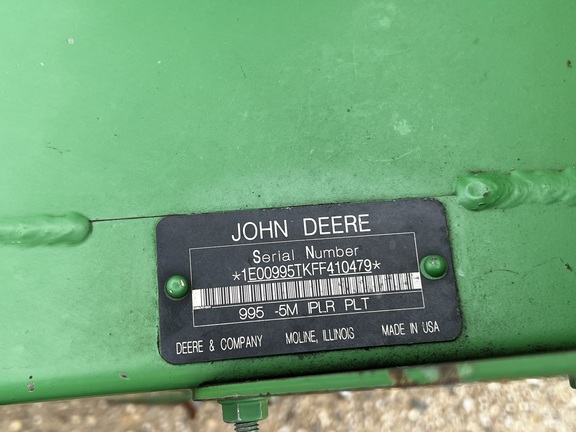 JOHN DEERE
Serial Number
*1E00995TKFF410479*
995 -5M IPLR PLT
DEERE & COMPANY MOLINE, ILLINOIS MADE IN USA